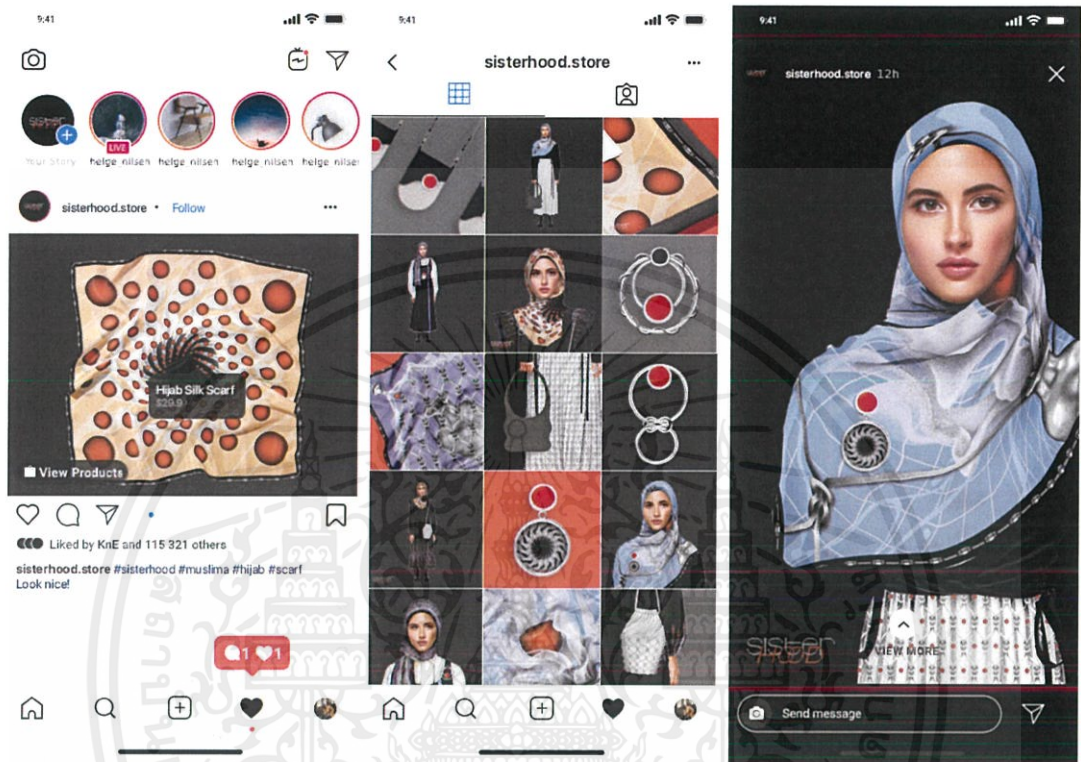 9:41
Your Story
LIVE
helge_nilsen
helge_nilsen
helge_nilsen
helge_nilse
sisterhood.store • Follow
Hijab Silk Scarf
$29.9
View Products
Liked by KnE and 115 321 others
sisterhood.store #sisterhood #muslima #hijab #scarf
Look nice!
1 1
9:41
sisterhood.store
9:41
sisterhood.store 12h
SISTER
HOOD
VIEW MORE
Send message